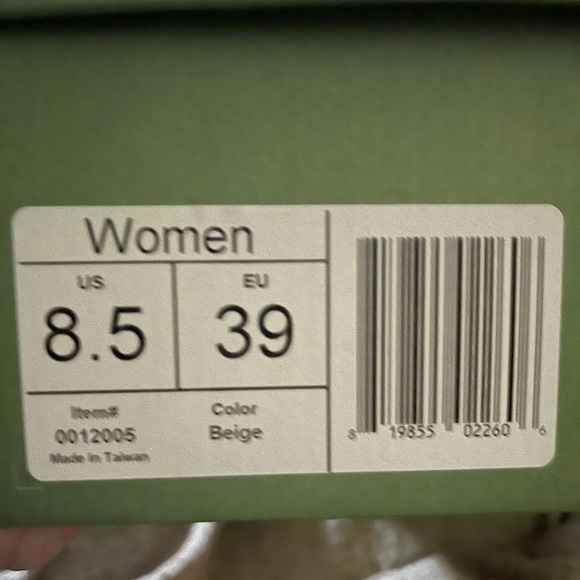 Women
US EU
8.5 39
Item# Color
0012005 Beige
Made in Taiwan
8 19855 02260 6